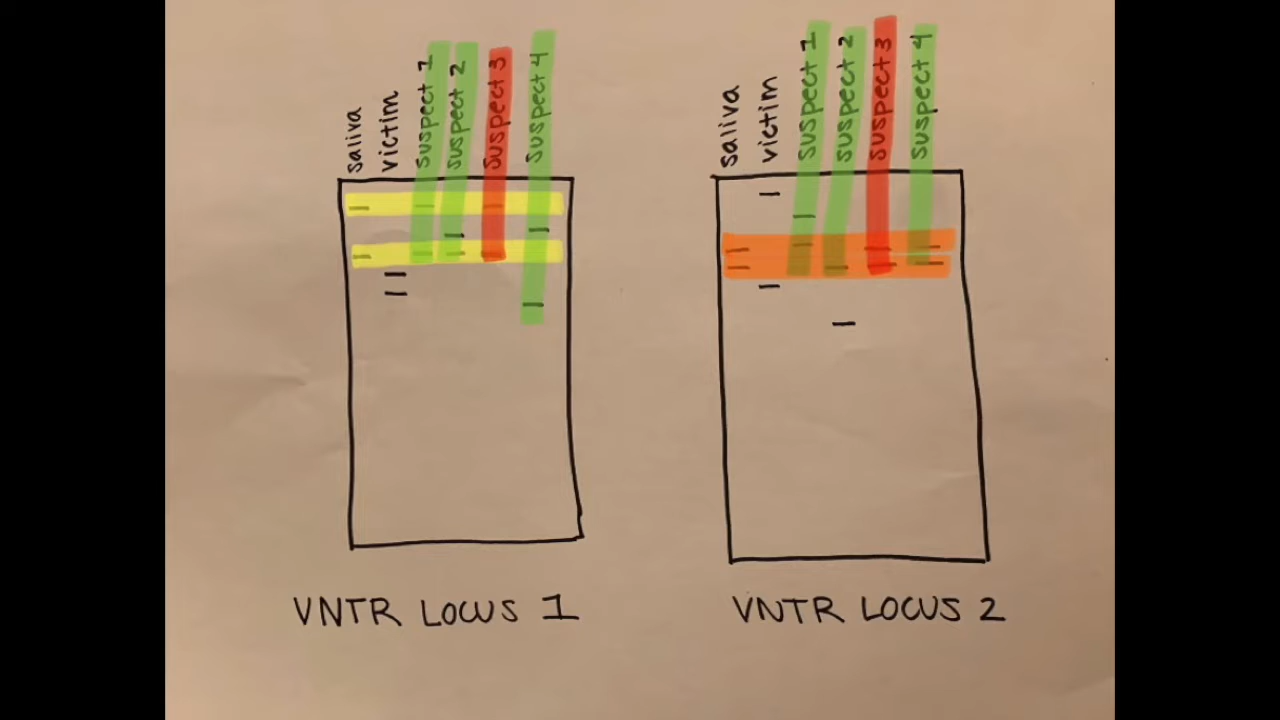 saliva
victim
suspect 1
suspect 2
suspect 3
suspect 4
VNTR LOCUS 1
saliva
victim
suspect 1
suspect 2
suspect 3
suspect 4
VNTR LOCUS 2